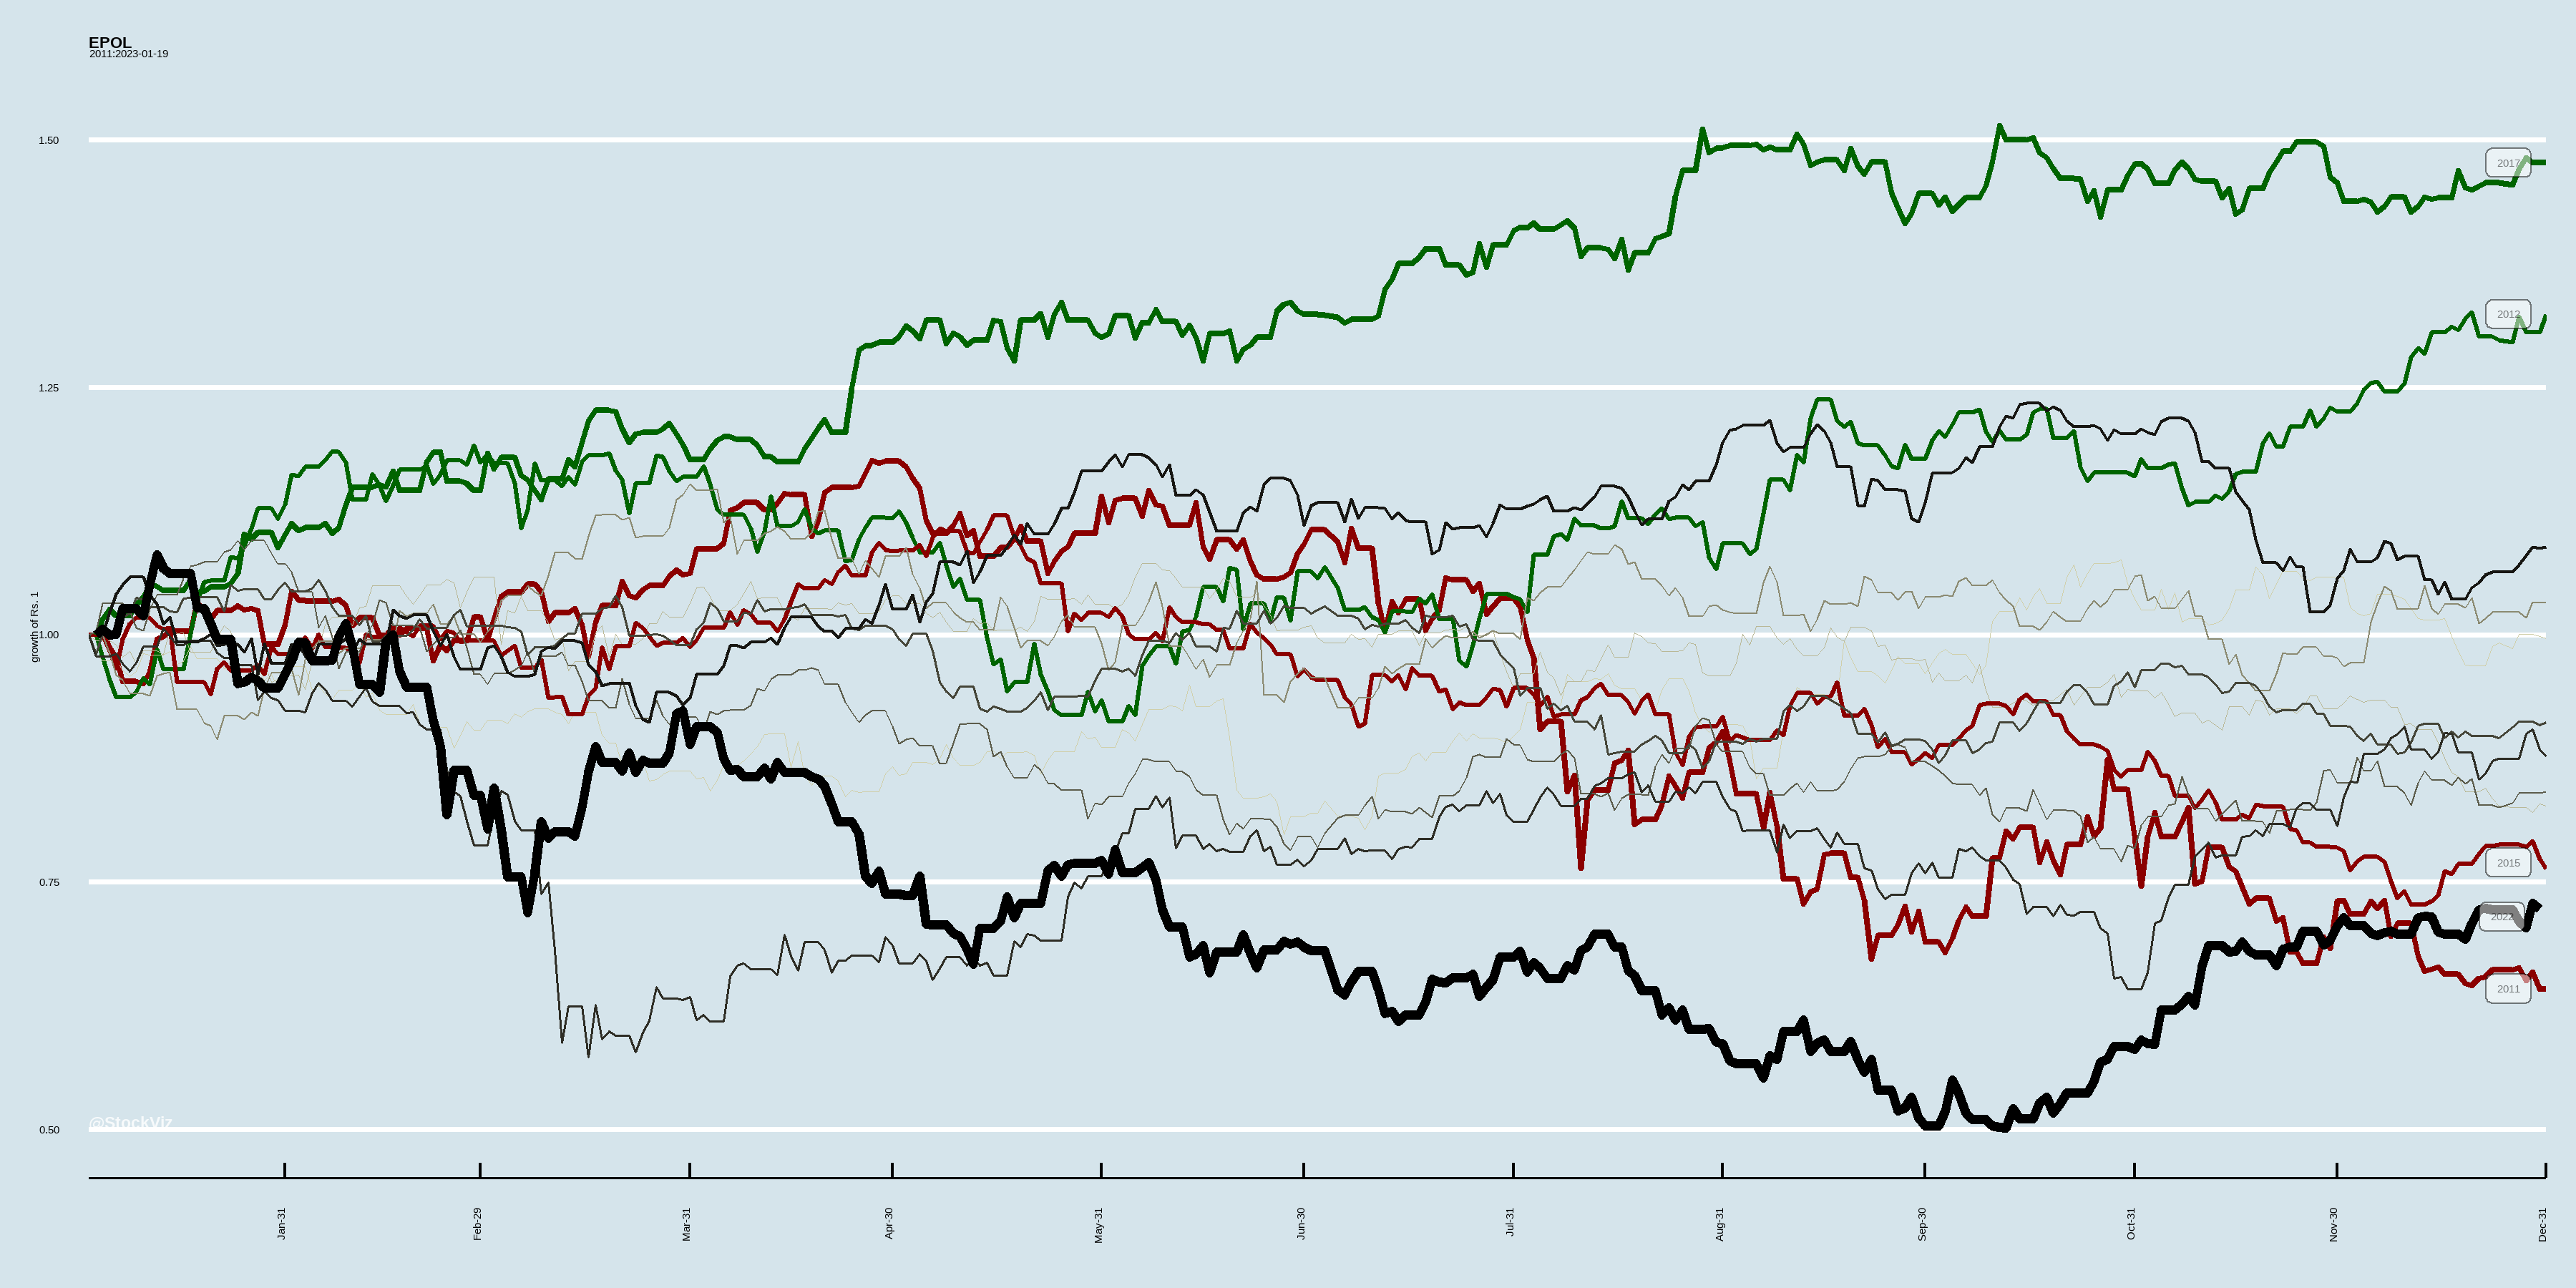 EPOL
2011:2023-01-19
1.50
2017
2012
1.25
growth of Rs. 1
1.00
0.75
2015
2022
2011
@StockViz
0.50
Jan-31
Feb-29
Mar-31
Apr-30
May-31
Jun-30
Jul-31
Aug-31
Sep-30
Oct-31
Nov-30
Dec-31